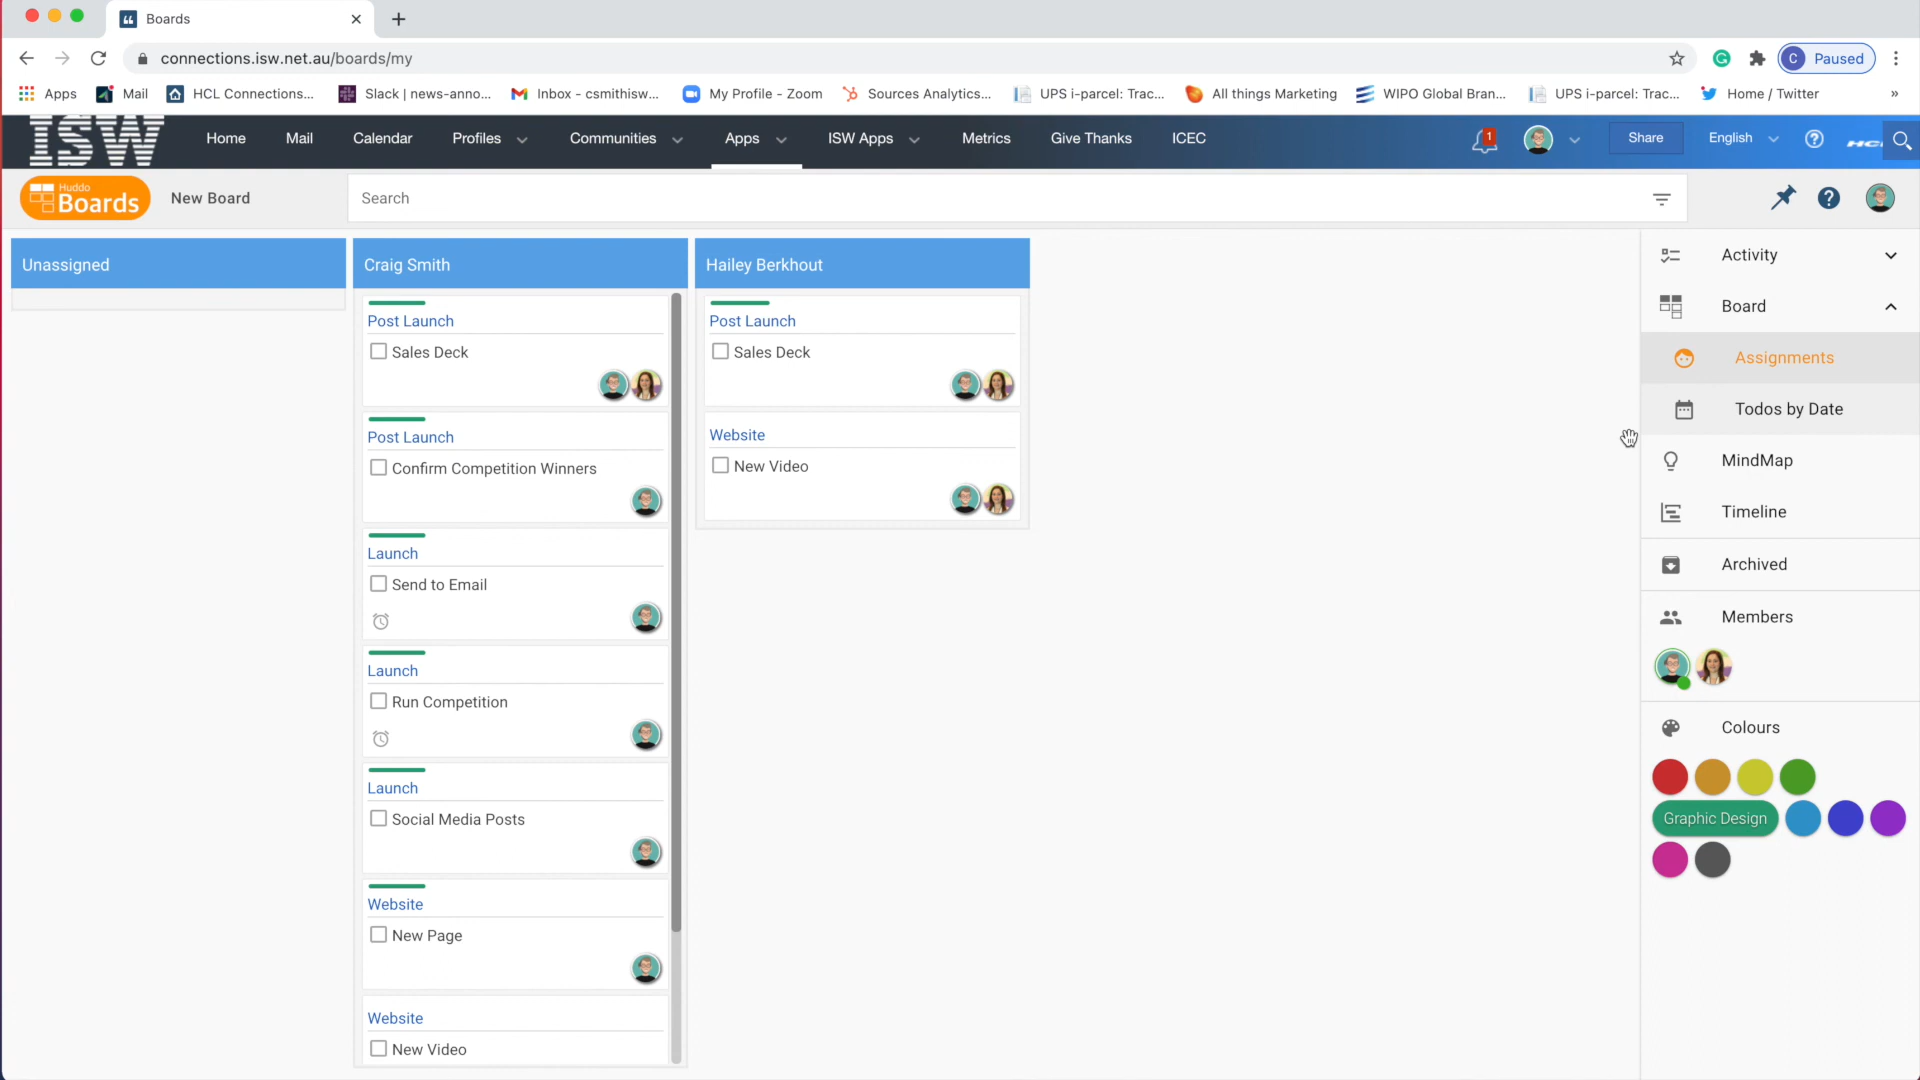 Boards
connections.isw.net.au/boards/my
C Paused
Apps Mail HCL Connections... Slack | news-anno... Inbox - csmithisw... My Profile - Zoom Sources Analytics... UPS i-parcel: Trac... All things Marketing WIPO Global Bran... UPS i-parcel: Trac... Home / Twitter »
ISW Home Mail Calendar Profiles Communities Apps ISW Apps Metrics Give Thanks ICEC 1 Share English ? HCL
Huddo
Boards
New Board
Search
?
Unassigned
Craig Smith
Post Launch
Sales Deck
Post Launch
Confirm Competition Winners
Launch
Send to Email
Launch
Run Competition
Launch
Social Media Posts
Website
New Page
Website
New Video
Hailey Berkhout
Post Launch
Sales Deck
Website
New Video
Activity
Board
Assignments
Todos by Date
MindMap
Timeline
Archived
Members
Colours
Graphic Design